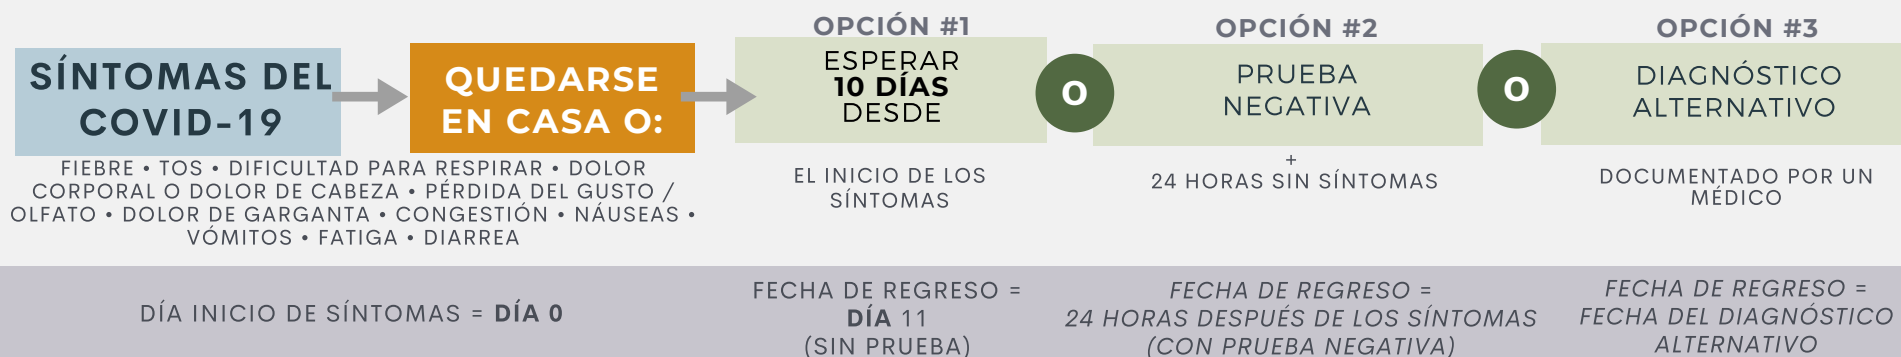 SÍNTOMAS DEL
COVID-19
FIEBRE • TOS • DIFICULTAD PARA RESPIRAR • DOLOR
CORPORAL O DOLOR DE CABEZA • PÉRDIDA DEL GUSTO /
OLFATO • DOLOR DE GARGANTA • CONGESTIÓN • NÁUSEAS •
VÓMITOS • FATIGA • DIARREA
QUEDARSE
EN CASA O:
OPCIÓN #1
ESPERAR
10 DÍAS
DESDE
EL INICIO DE LOS
SÍNTOMAS
O
OPCIÓN #2
PRUEBA
NEGATIVA
+
24 HORAS SIN SÍNTOMAS
O
OPCIÓN #3
DIAGNÓSTICO
ALTERNATIVO
DOCUMENTADO POR UN
MÉDICO
DÍA INICIO DE SÍNTOMAS = DÍA 0
FECHA DE REGRESO =
DÍA 11
(SIN PRUEBA)
FECHA DE REGRESO =
24 HORAS DESPUÉS DE LOS SÍNTOMAS
(CON PRUEBA NEGATIVA)
FECHA DE REGRESO =
FECHA DEL DIAGNÓSTICO
ALTERNATIVO